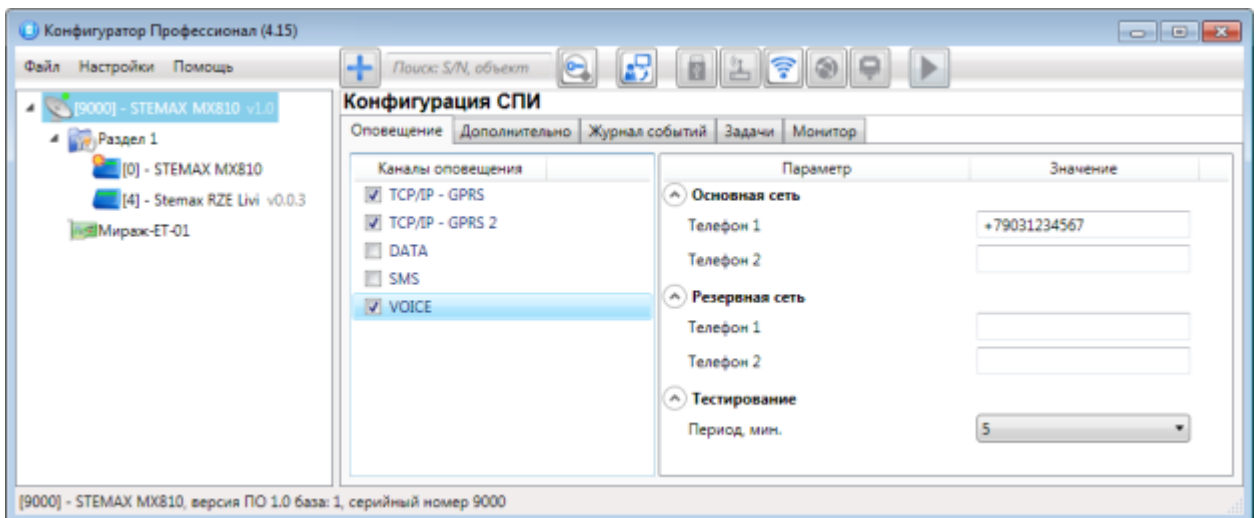 Конфигуратор Профессионал (4.15)
Файл Настройки Помощь
Поиск: S/N, объект
[9000] - STEMAX MX810 v1.0
Раздел 1
[0] - STEMAX MX810
[4] - Stemax RZE Livi v0.0.3
Мираж-ET-01
Конфигурация СПИ
Оповещение Дополнительно Журнал событий Задачи Монитор
Каналы оповещения
TCP/IP - GPRS
TCP/IP - GPRS 2
DATA
SMS
VOICE
Параметр Значение
Основная сеть
Телефон 1 +79031234567
Телефон 2
Резервная сеть
Телефон 1
Телефон 2
Тестирование
Период, мин. 5
[9000] - STEMAX MX810, версия ПО 1.0 база: 1, серийный номер 9000